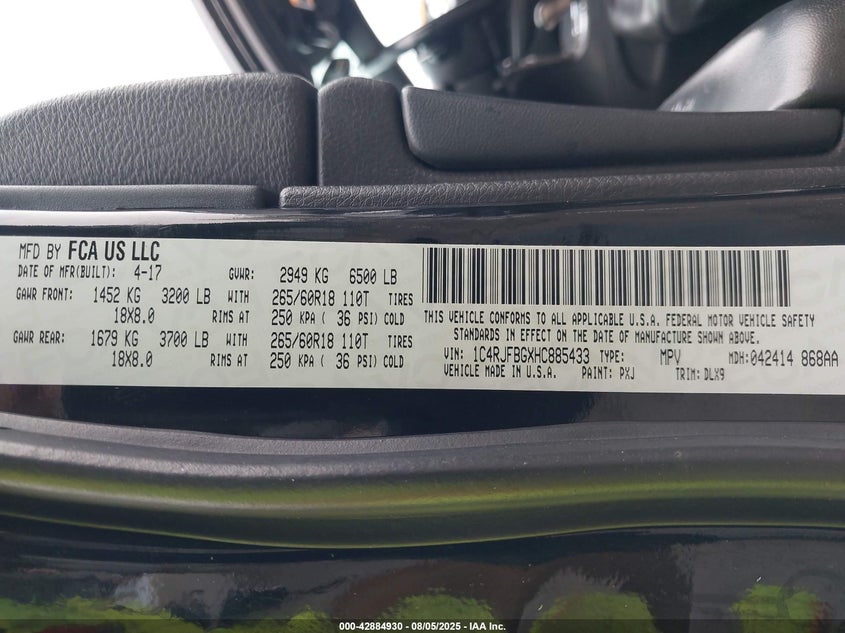 MFD BY FCA US LLC
DATE OF MFR(BUILT): 4-17 GVWR: 2949 KG 6500 LB
GAWR FRONT: 1452 KG 3200 LB WITH 265/60R18 110T TIRES
18X8.0 RIMS AT 250 KPA ( 36 PSI) COLD
GAWR REAR: 1679 KG 3700 LB WITH 265/60R18 110T TIRES
18X8.0 RIMS AT 250 KPA ( 36 PSI) COLD
THIS VEHICLE CONFORMS TO ALL APPLICABLE U.S.A. FEDERAL MOTOR VEHICLE SAFETY
STANDARDS IN EFFECT ON THE DATE OF MANUFACTURE SHOWN ABOVE.
VIN: 1C4RJFBGXHC885433 TYPE: MPV MDH:042414 868AA
VEHICLE MADE IN U.S.A. PAINT: PXJ TRIM: DLX9
000-42884930 - 08/05/2025 - IAA Inc.